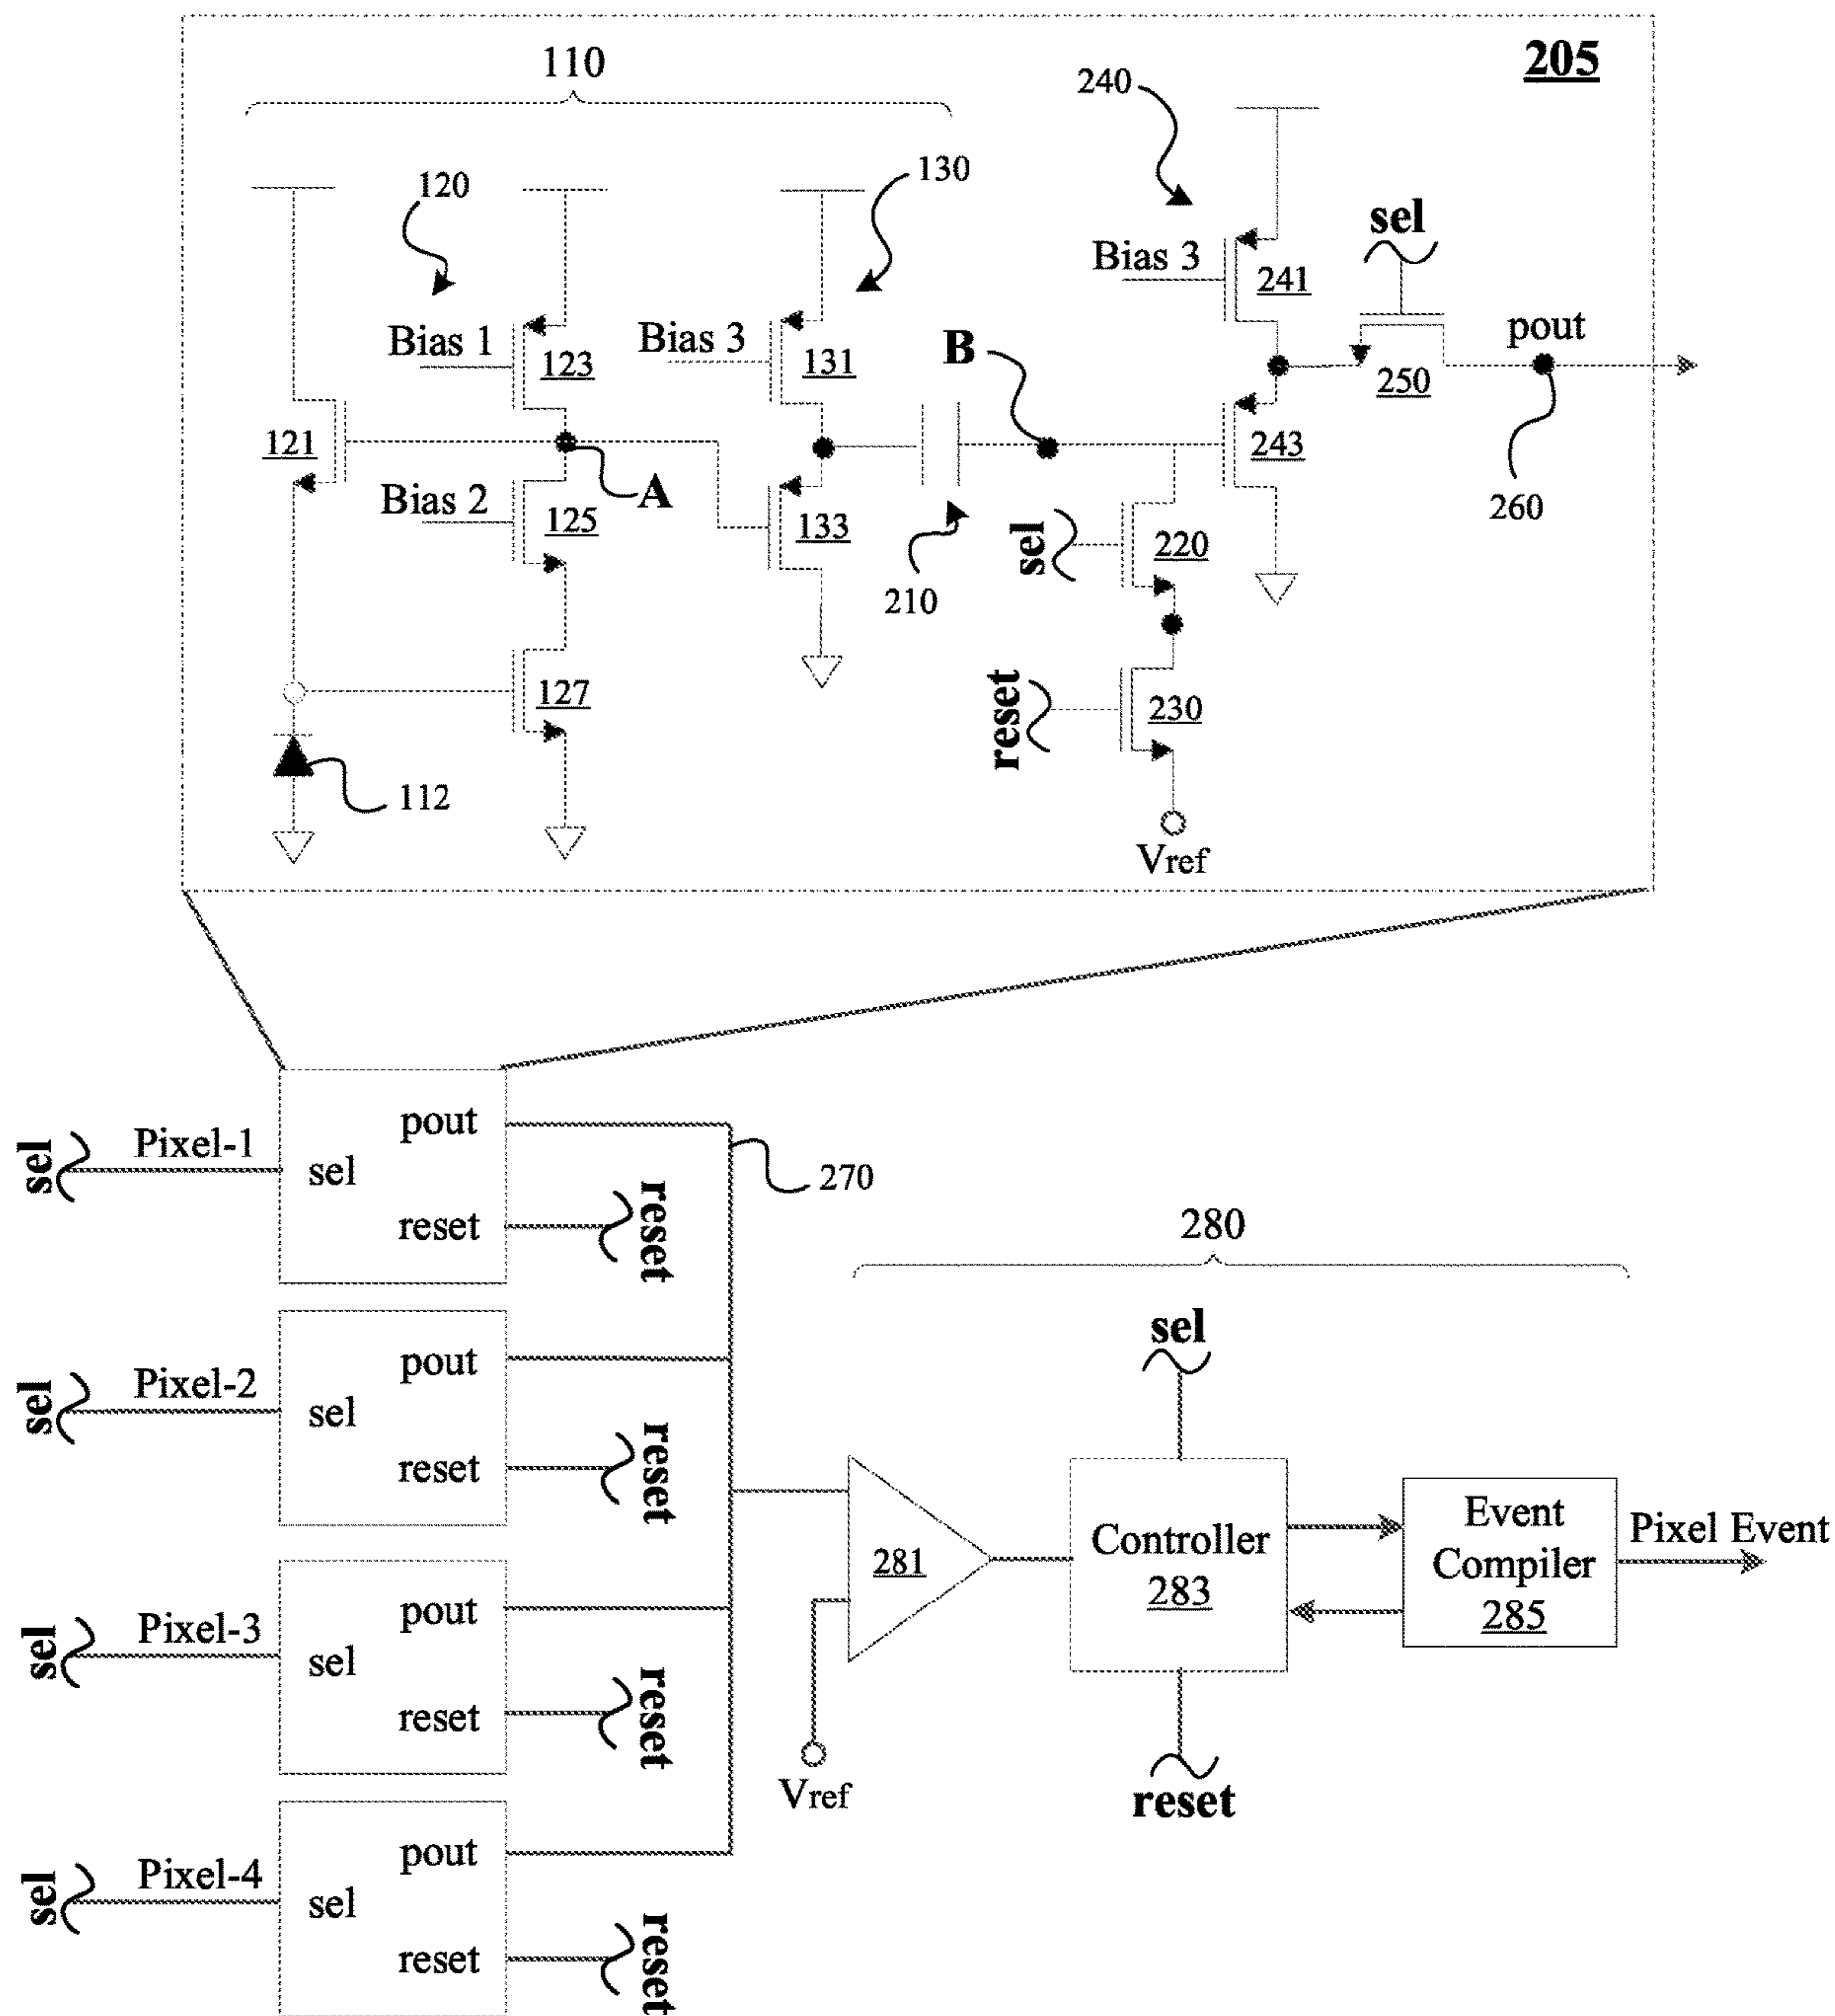 205
110
240
120
130
sel
Bias 3
241
Bias 1
123
Bias 3
131
B
pout
250
121
A
243
Bias 2
125
133
sel
220
260
210
127
reset
230
112
Vref
sel
Pixel-1
sel
pout
reset
reset
270
280
sel
Pixel-2
sel
pout
reset
reset
sel
281
Controller
283
Event
Compiler
285
Pixel Event
sel
Pixel-3
sel
pout
reset
reset
Vref
reset
sel
Pixel-4
sel
pout
reset
reset